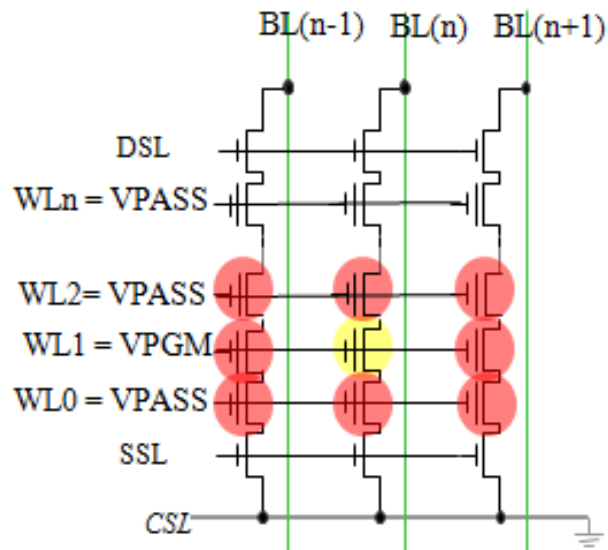 BL(n-1) BL(n) BL(n+1)
DSL
WLn = VPASS
WL2= VPASS
WL1 = VPGM
WL0 = VPASS
SSL
CSL